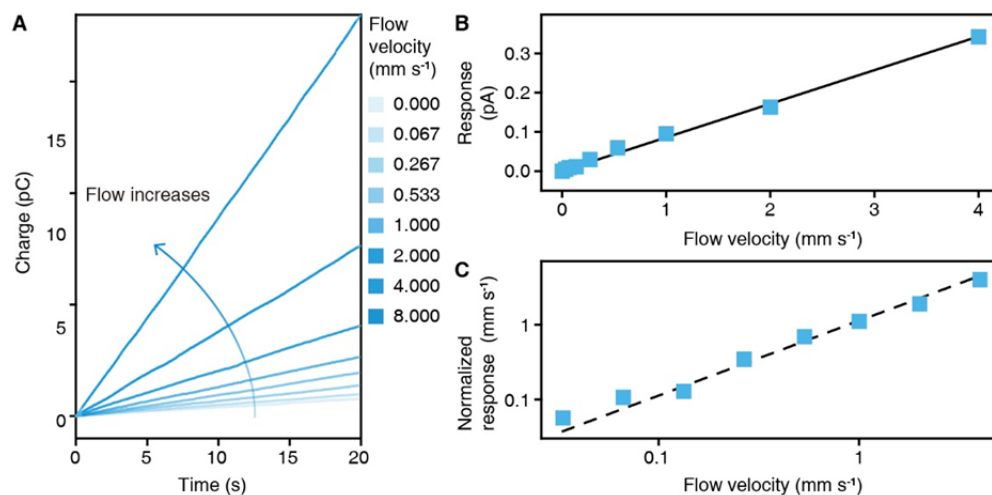 A
Charge (pC)
15
10
5
0
Flow increases
0 5 10 15 20
Time (s)
Flow
velocity
(mm s⁻¹)
0.000
0.067
0.267
0.533
1.000
2.000
4.000
8.000
B
Response
(pA)
0.3
0.2
0.1
0.0
0 1 2 3 4
Flow velocity (mm s⁻¹)
C
Normalized
response (mm s⁻¹)
1
0.1
0.1 1
Flow velocity (mm s⁻¹)